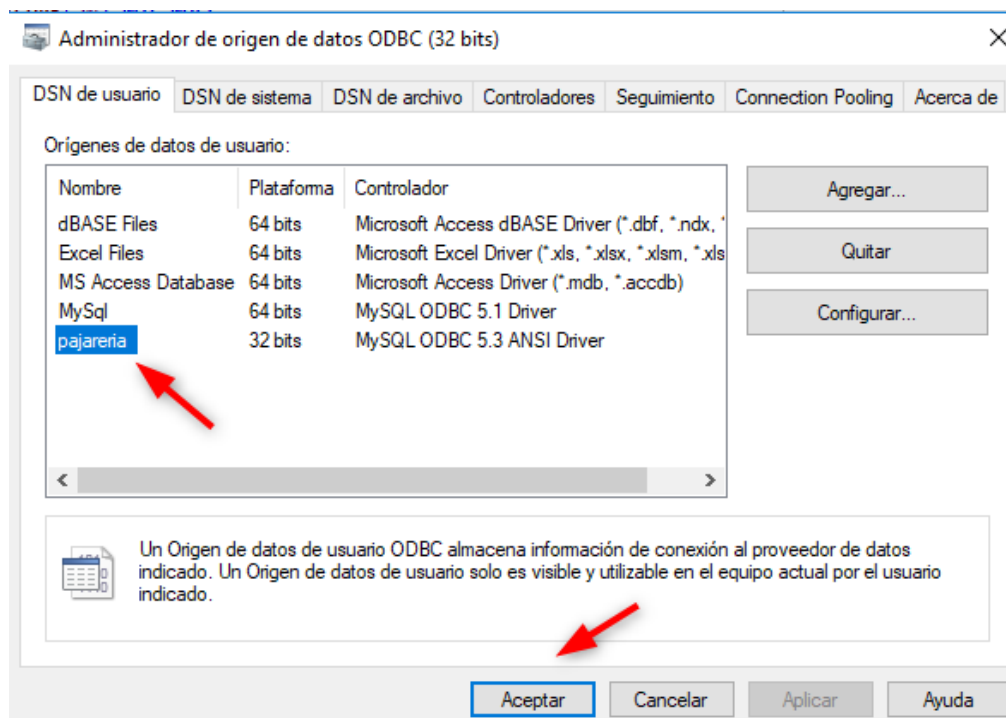 Administrador de origen de datos ODBC (32 bits)
DSN de usuario DSN de sistema DSN de archivo Controladores Seguimiento Connection Pooling Acerca de
Orígenes de datos de usuario:
Nombre Plataforma Controlador
dBASE Files 64 bits Microsoft Access dBASE Driver (*.dbf, *.ndx, *
Excel Files 64 bits Microsoft Excel Driver (*.xls, *.xlsx, *.xlsm, *.xls
MS Access Database 64 bits Microsoft Access Driver (*.mdb, *.accdb)
MySql 64 bits MySQL ODBC 5.1 Driver
pajareria 32 bits MySQL ODBC 5.3 ANSI Driver
Agregar...
Quitar
Configurar...
Un Origen de datos de usuario ODBC almacena información de conexión al proveedor de datos
indicado. Un Origen de datos de usuario solo es visible y utilizable en el equipo actual por el usuario
indicado.
Aceptar Cancelar Aplicar Ayuda